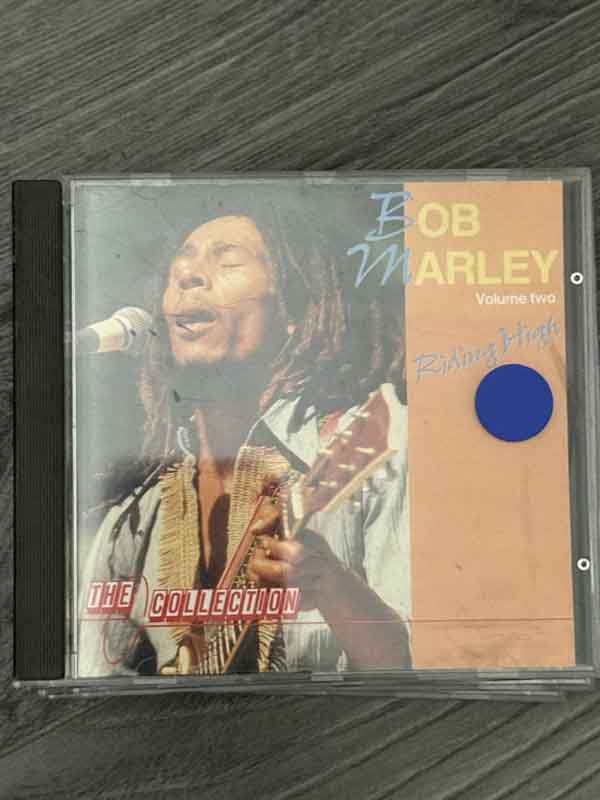 BOB
MARLEY
Volume two
Riding High
THE COLLECTION